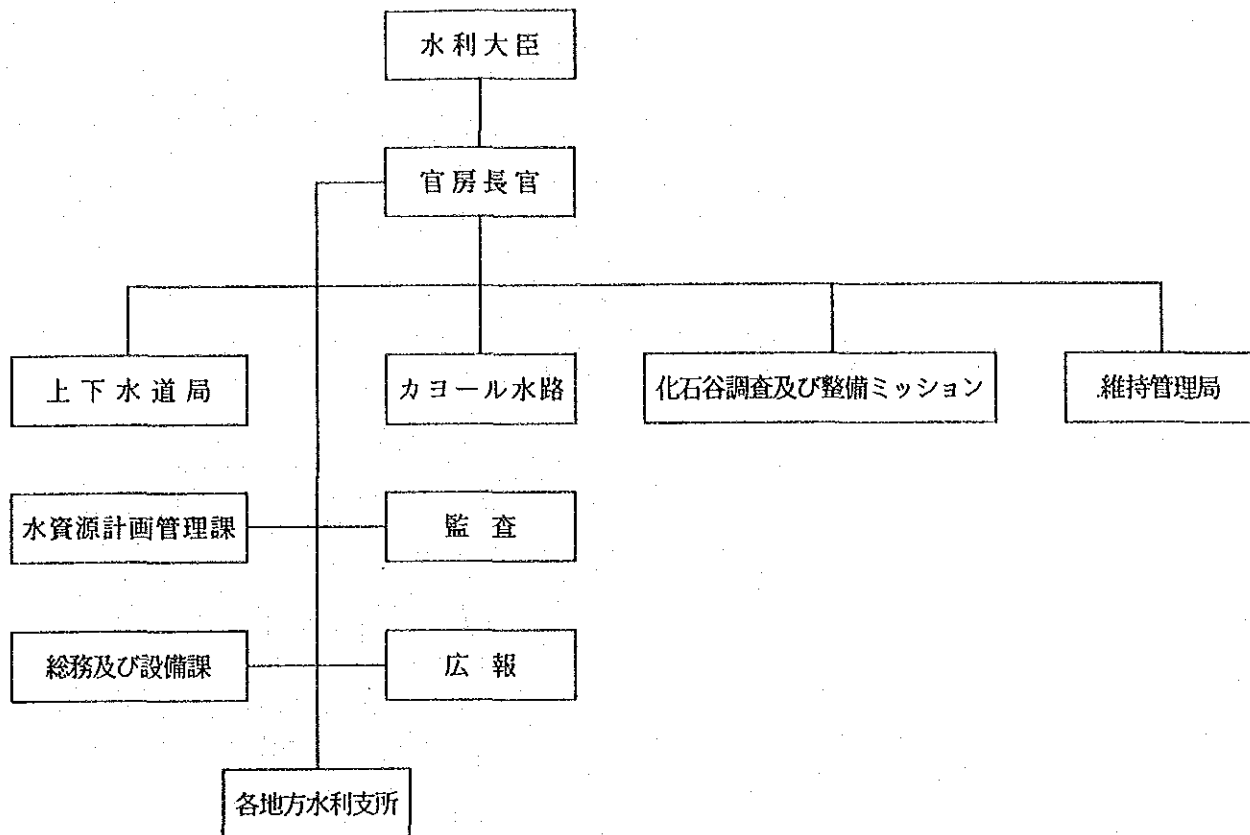 水利大臣
官房長官
上下水道局
カヨール水路
化石谷調査及び整備ミッション
維持管理局
水資源計画管理課
監査
総務及び設備課
広報
各地方水利支所